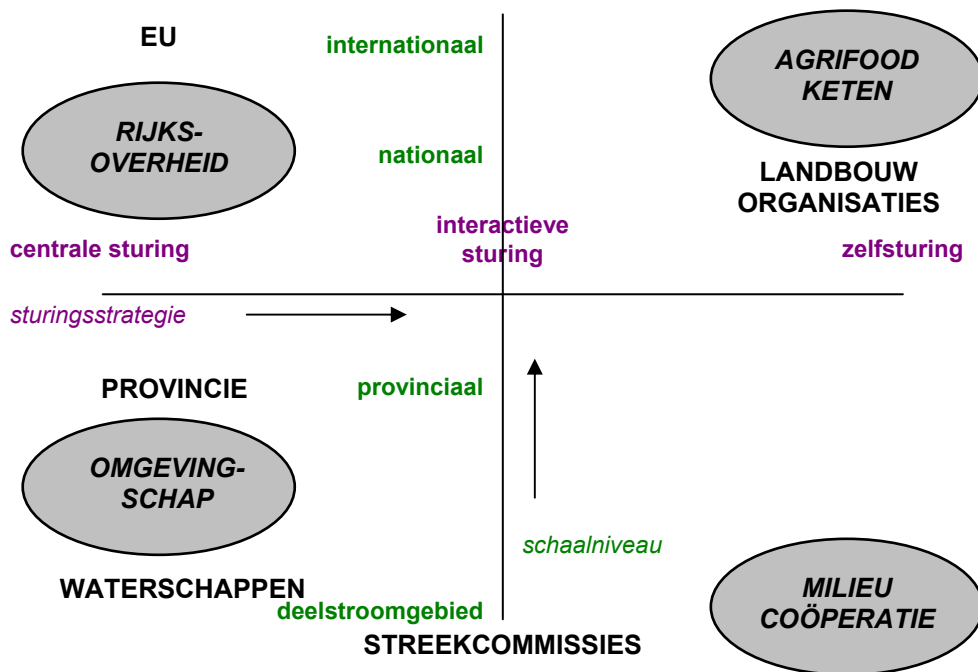 EU
internationaal
AGRIFOOD
KETEN
RIJKS-
OVERHEID
nationaal
LANDBOUW
ORGANISATIES
centrale sturing
interactieve
sturing
zelfsturing
sturingsstrategie
PROVINCIE
provinciaal
OMGEVING-
SCHAP
schaalniveau
WATERSCHAPPEN
deelstroomgebied
MILIEU
COÖPERATIE
STREEKCOMMISSIES